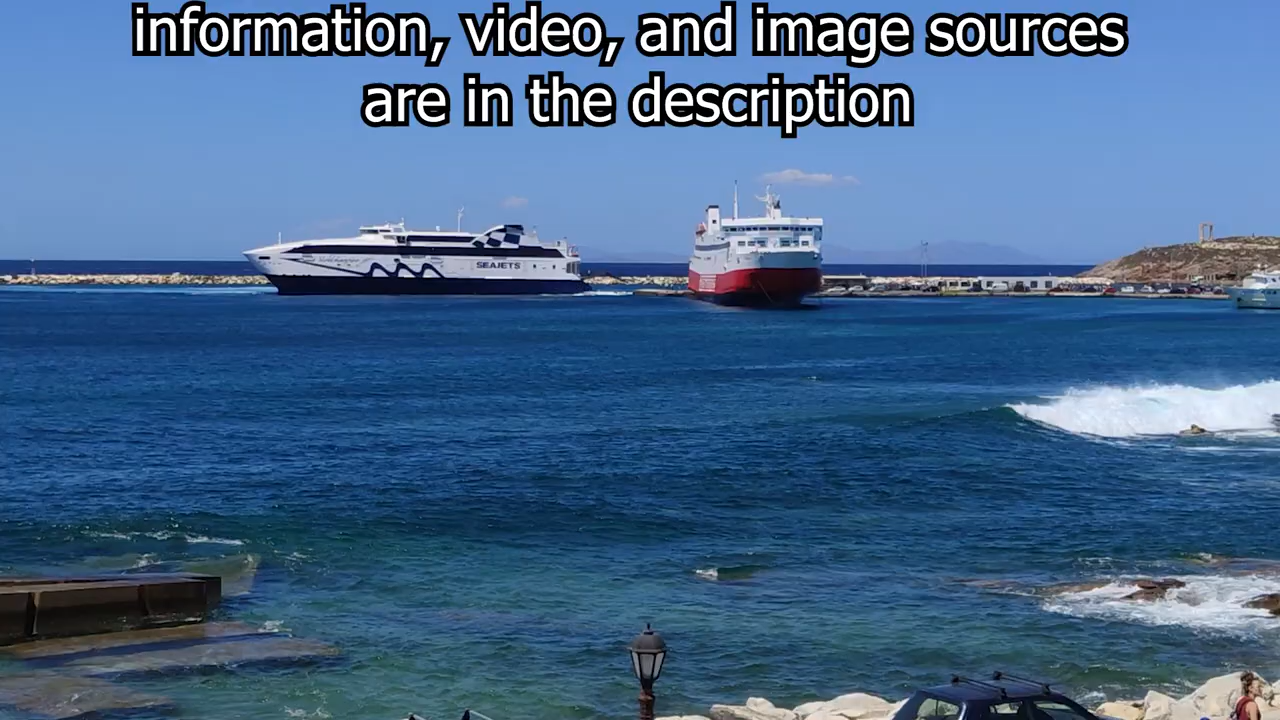 information, video, and image sources
are in the description
SEAJETS